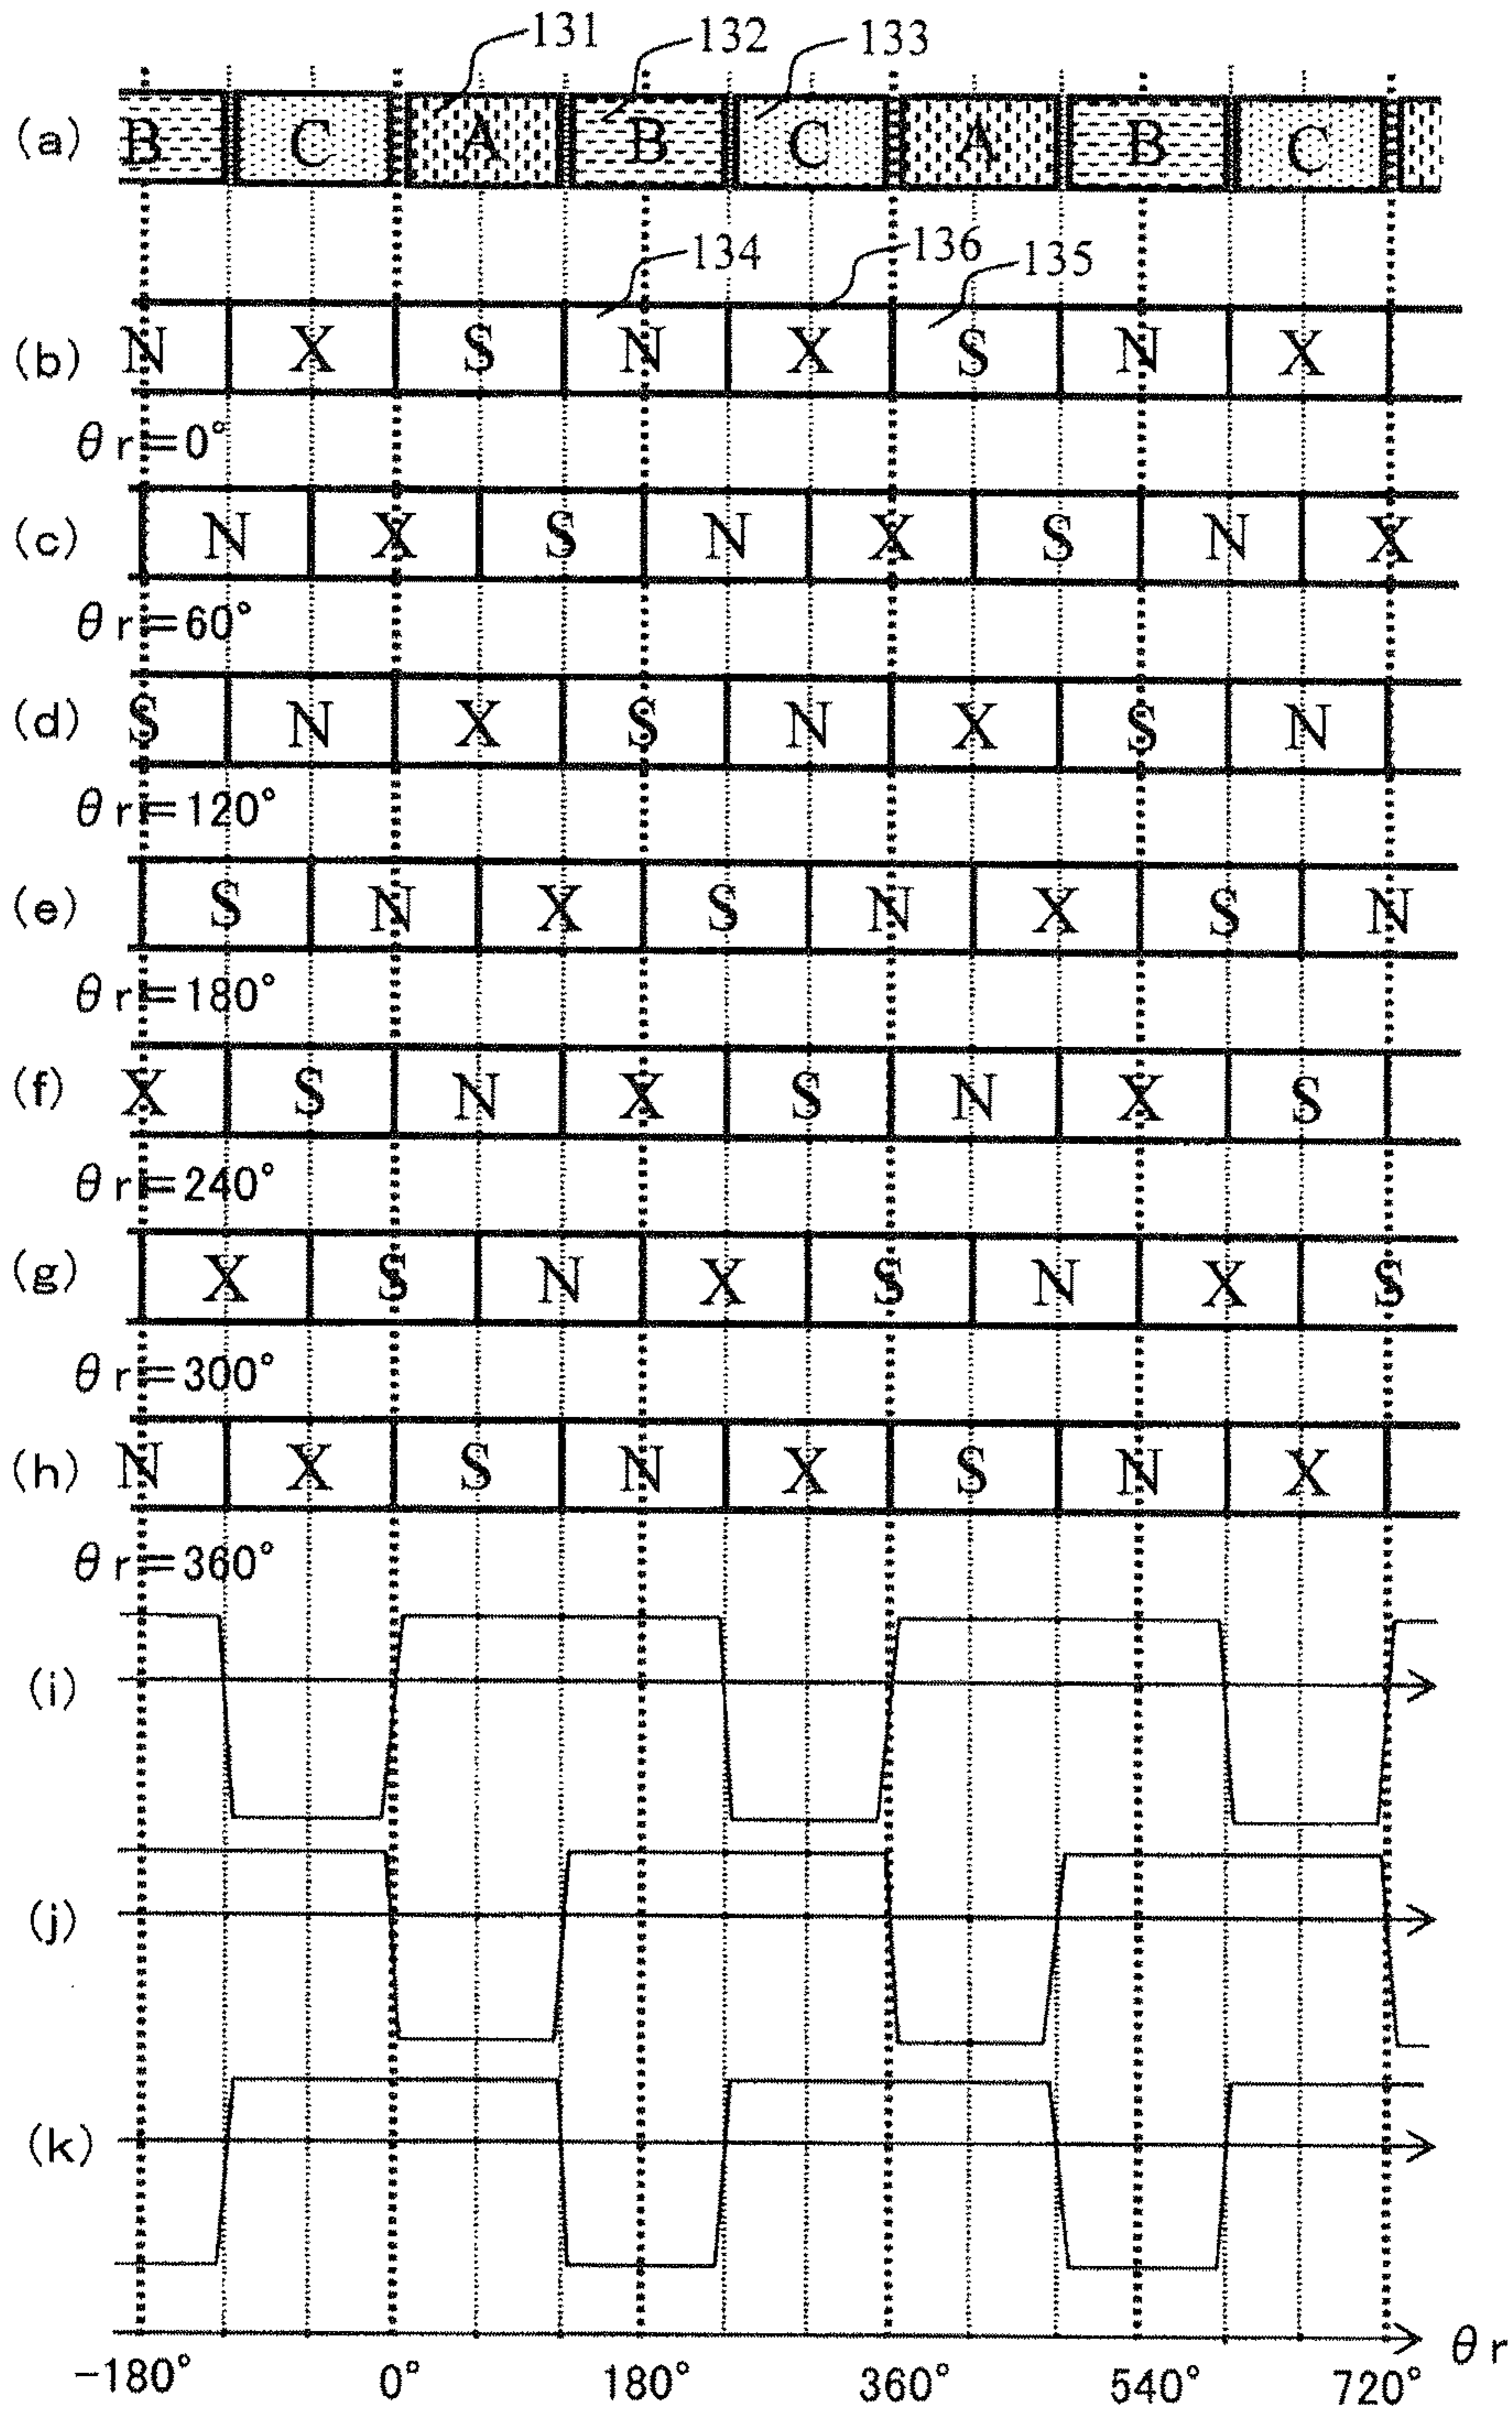 131 132 133
(a) B C A B C A B C
134 136 135
(b) N X S N X S N X
θr=0°
(c) N X S N X S N X
θr=60°
(d) S N X S N X S N
θr=120°
(e) S N X S N X S N
θr=180°
(f) X S N X S N X S
θr=240°
(g) X S N X S N X S
θr=300°
(h) N X S N X S N X
θr=360°
(i)
(j)
(k)
θr
-180° 0° 180° 360° 540° 720°